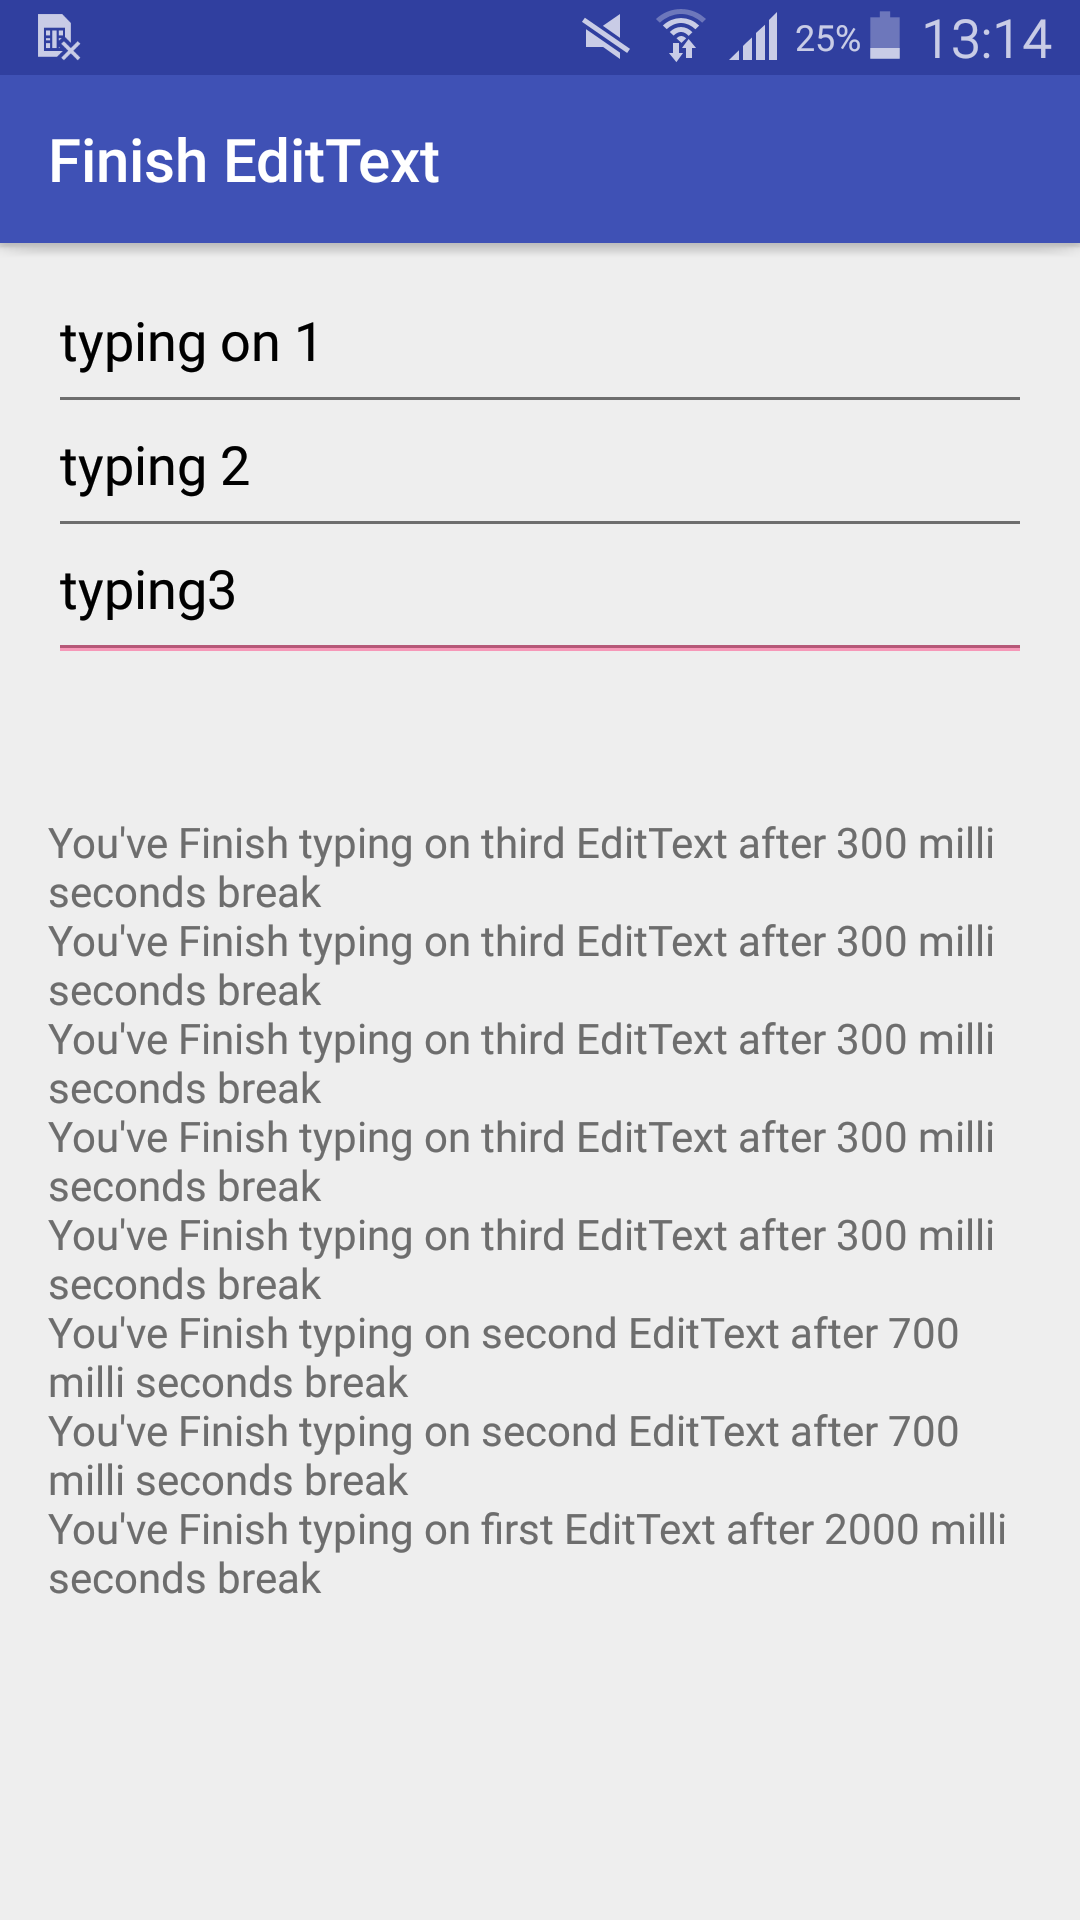 25% 13:14
Finish EditText
typing on 1
typing 2
typing3
You've Finish typing on third EditText after 300 milli
seconds break
You've Finish typing on third EditText after 300 milli
seconds break
You've Finish typing on third EditText after 300 milli
seconds break
You've Finish typing on third EditText after 300 milli
seconds break
You've Finish typing on third EditText after 300 milli
seconds break
You've Finish typing on second EditText after 700
milli seconds break
You've Finish typing on second EditText after 700
milli seconds break
You've Finish typing on first EditText after 2000 milli
seconds break